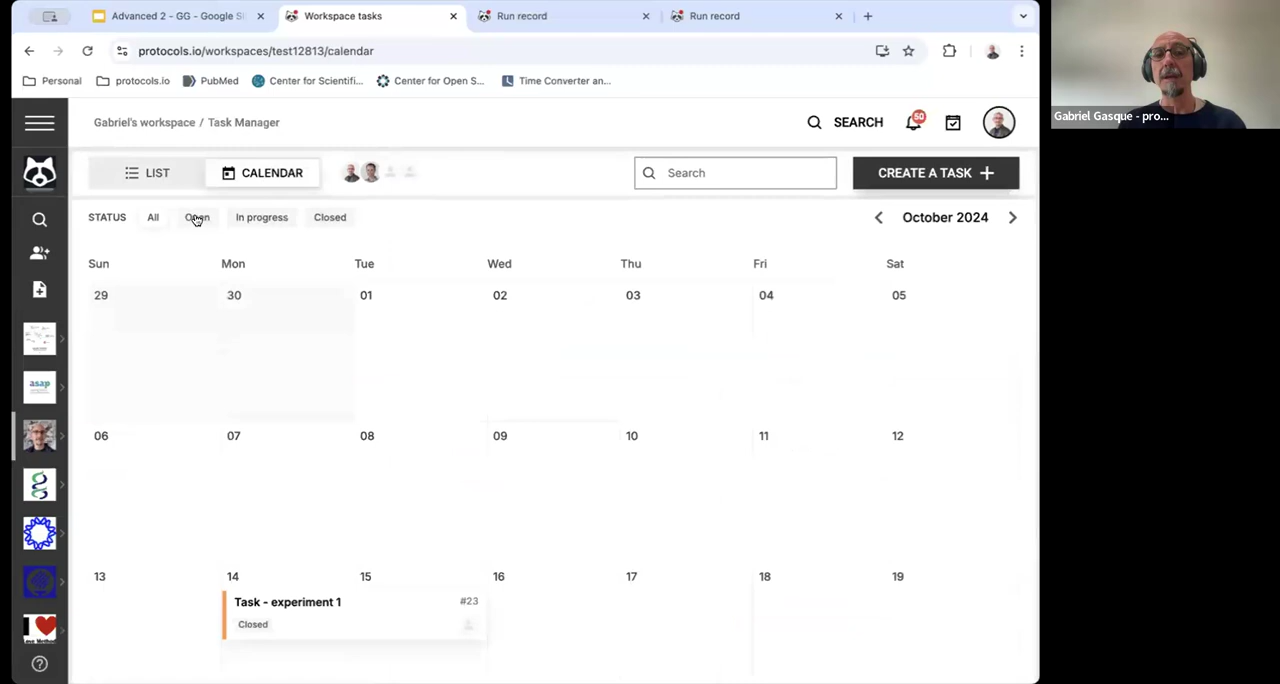 Advanced 2 - GG - Google Sl
Workspace tasks
Run record
Run record
protocols.io/workspaces/test12813/calendar
Personal
protocols.io
PubMed
Center for Scientifi...
Center for Open S...
Time Converter an...
Gabriel's workspace / Task Manager
SEARCH
50
LIST
CALENDAR
Search
CREATE A TASK +
STATUS
All
Open
In progress
Closed
October 2024
Sun
Mon
Tue
Wed
Thu
Fri
Sat
29
30
01
02
03
04
05
06
07
08
09
10
11
12
13
14
15
16
17
18
19
Task - experiment 1
#23
Closed
asap
I
Gabriel Gasque - pro...